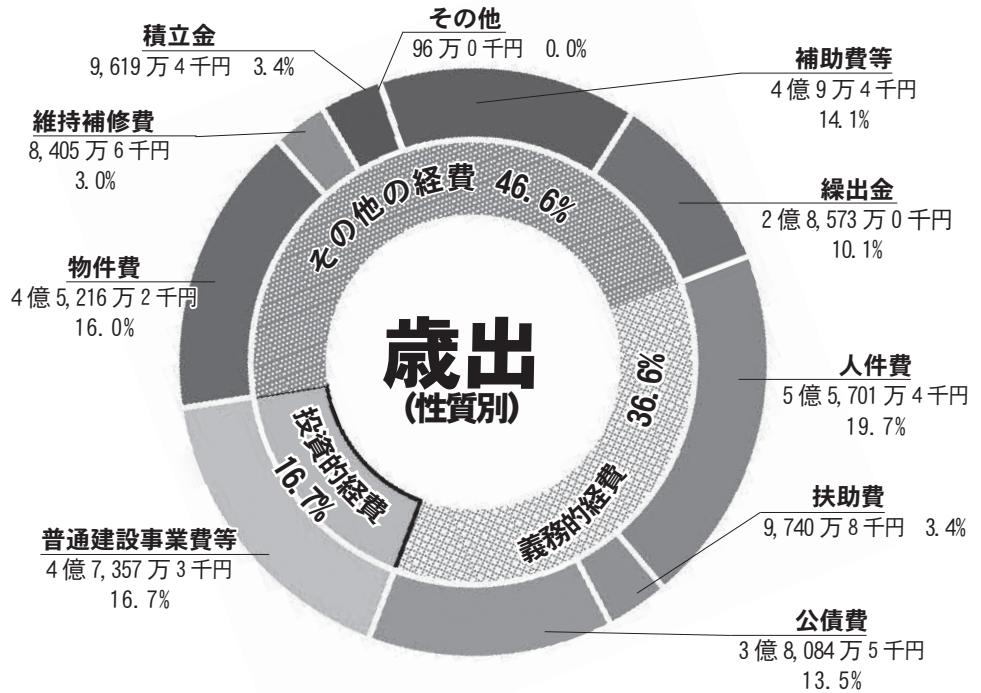 その他
96万0千円 0.0%
積立金
9,619万4千円 3.4%
補助費等
4億9万4千円
14.1%
維持補修費
8,405万6千円
3.0%
繰出金
2億8,573万0千円
10.1%
物件費
4億5,216万2千円
16.0%
人件費
5億5,701万4千円
19.7%
扶助費
9,740万8千円 3.4%
普通建設事業費等
4億7,357万3千円
16.7%
公債費
3億8,084万5千円
13.5%
その他の経費 46.6%
義務的経費 36.6%
投資的経費
16.7%
歳出
(性質別)